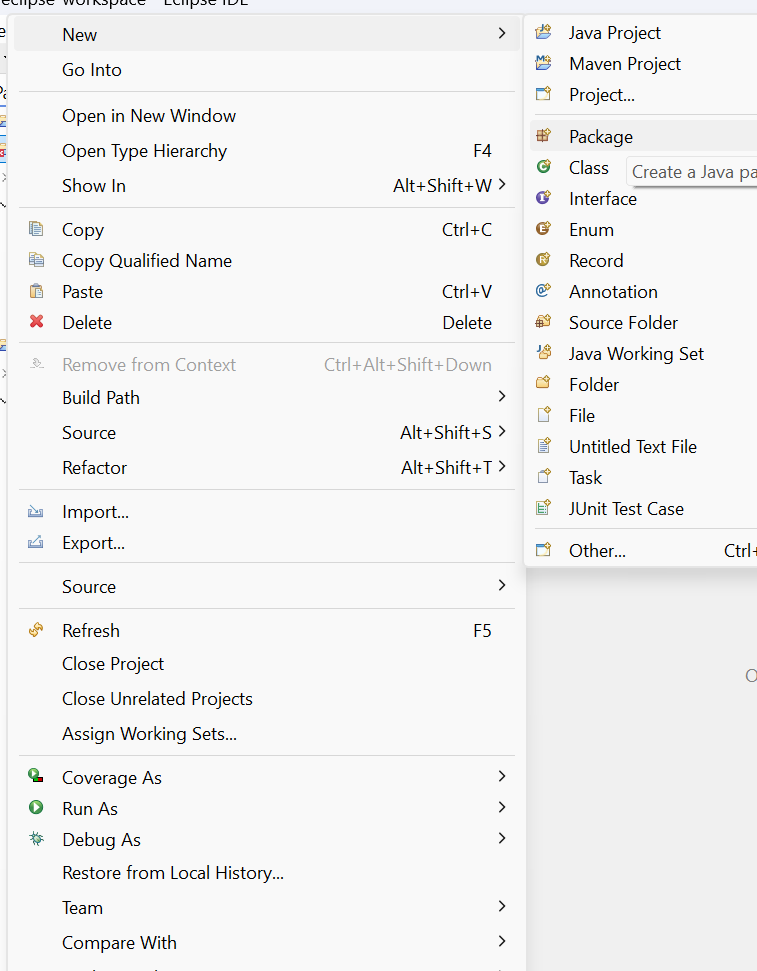 eclipse-workspace - Eclipse IDE
New
Go Into
Open in New Window
Open Type Hierarchy F4
Show In Alt+Shift+W
Copy Ctrl+C
Copy Qualified Name
Paste Ctrl+V
Delete Delete
Remove from Context Ctrl+Alt+Shift+Down
Build Path
Source Alt+Shift+S
Refactor Alt+Shift+T
Import...
Export...
Source
Refresh F5
Close Project
Close Unrelated Projects
Assign Working Sets...
Coverage As
Run As
Debug As
Restore from Local History...
Team
Compare With
Java Project
Maven Project
Project...
Package
Class
Create a Java pa
Interface
Enum
Record
Annotation
Source Folder
Java Working Set
Folder
File
Untitled Text File
Task
JUnit Test Case
Other... Ctrl+